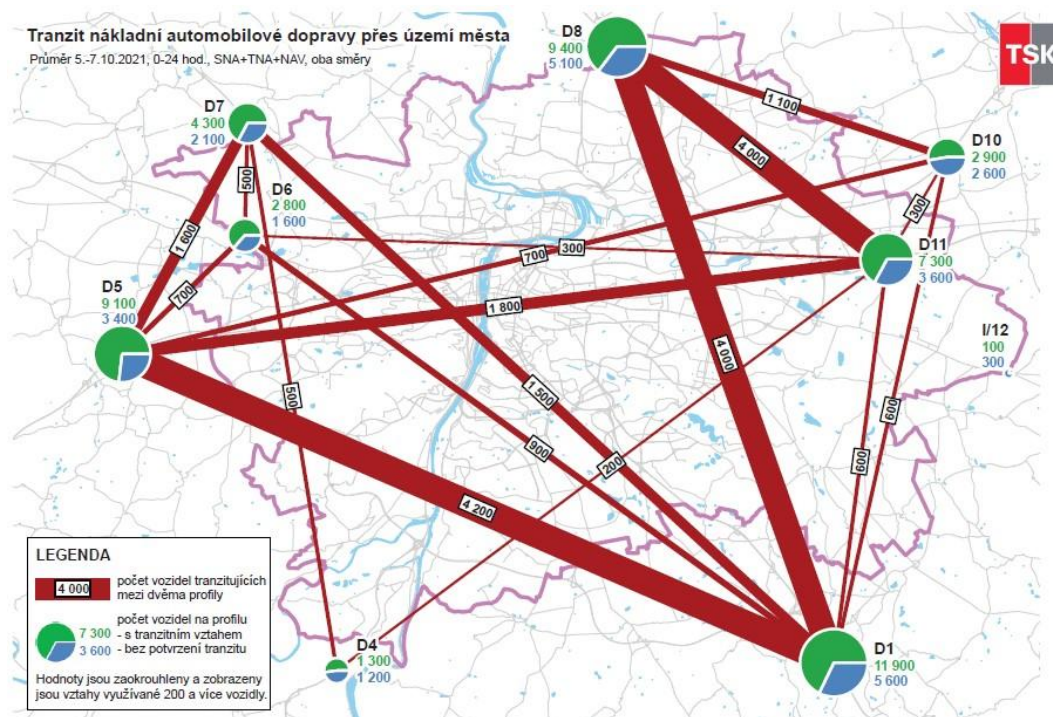 Tranzit nákladní automobilové dopravy přes území města
Průměr 5.-7.10.2021, 0-24 hod., SNA+TNA+NAV, oba směry
TSK
D8
9 400
5 100
D7
4 300
2 100
1 100
D10
2 900
2 600
4 000
500
D6
2 800
1 600
300
1 600
D11
7 300
3 600
700
300
700
D5
9 100
3 400
1 800
I/12
100
300
4 000
500
1 500
600
900
200
600
4 200
LEGENDA
4 000
počet vozidel tranzitujících
mezi dvěma profily
7 300
3 600
počet vozidel na profilu
- s tranzitním vztahem
- bez potvrzení tranzitu
Hodnoty jsou zaokrouhleny a zobrazeny
jsou vztahy využívané 200 a více vozidly.
D4
1 300
1 200
D1
11 900
5 600